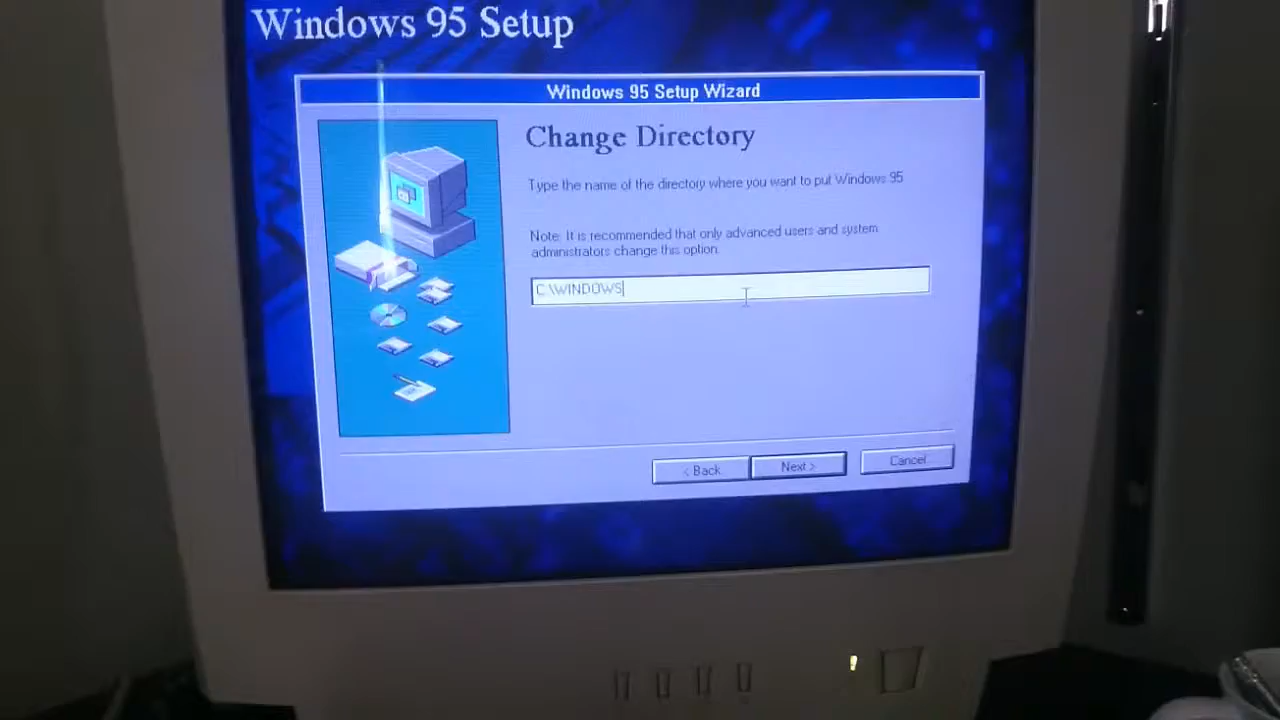 Windows 95 Setup
Windows 95 Setup Wizard
Change Directory
Type the name of the directory where you want to put Windows 95
Note: It is recommended that only advanced users and system
administrators change this option.
C:\WINDOWS
< Back
Next >
Cancel